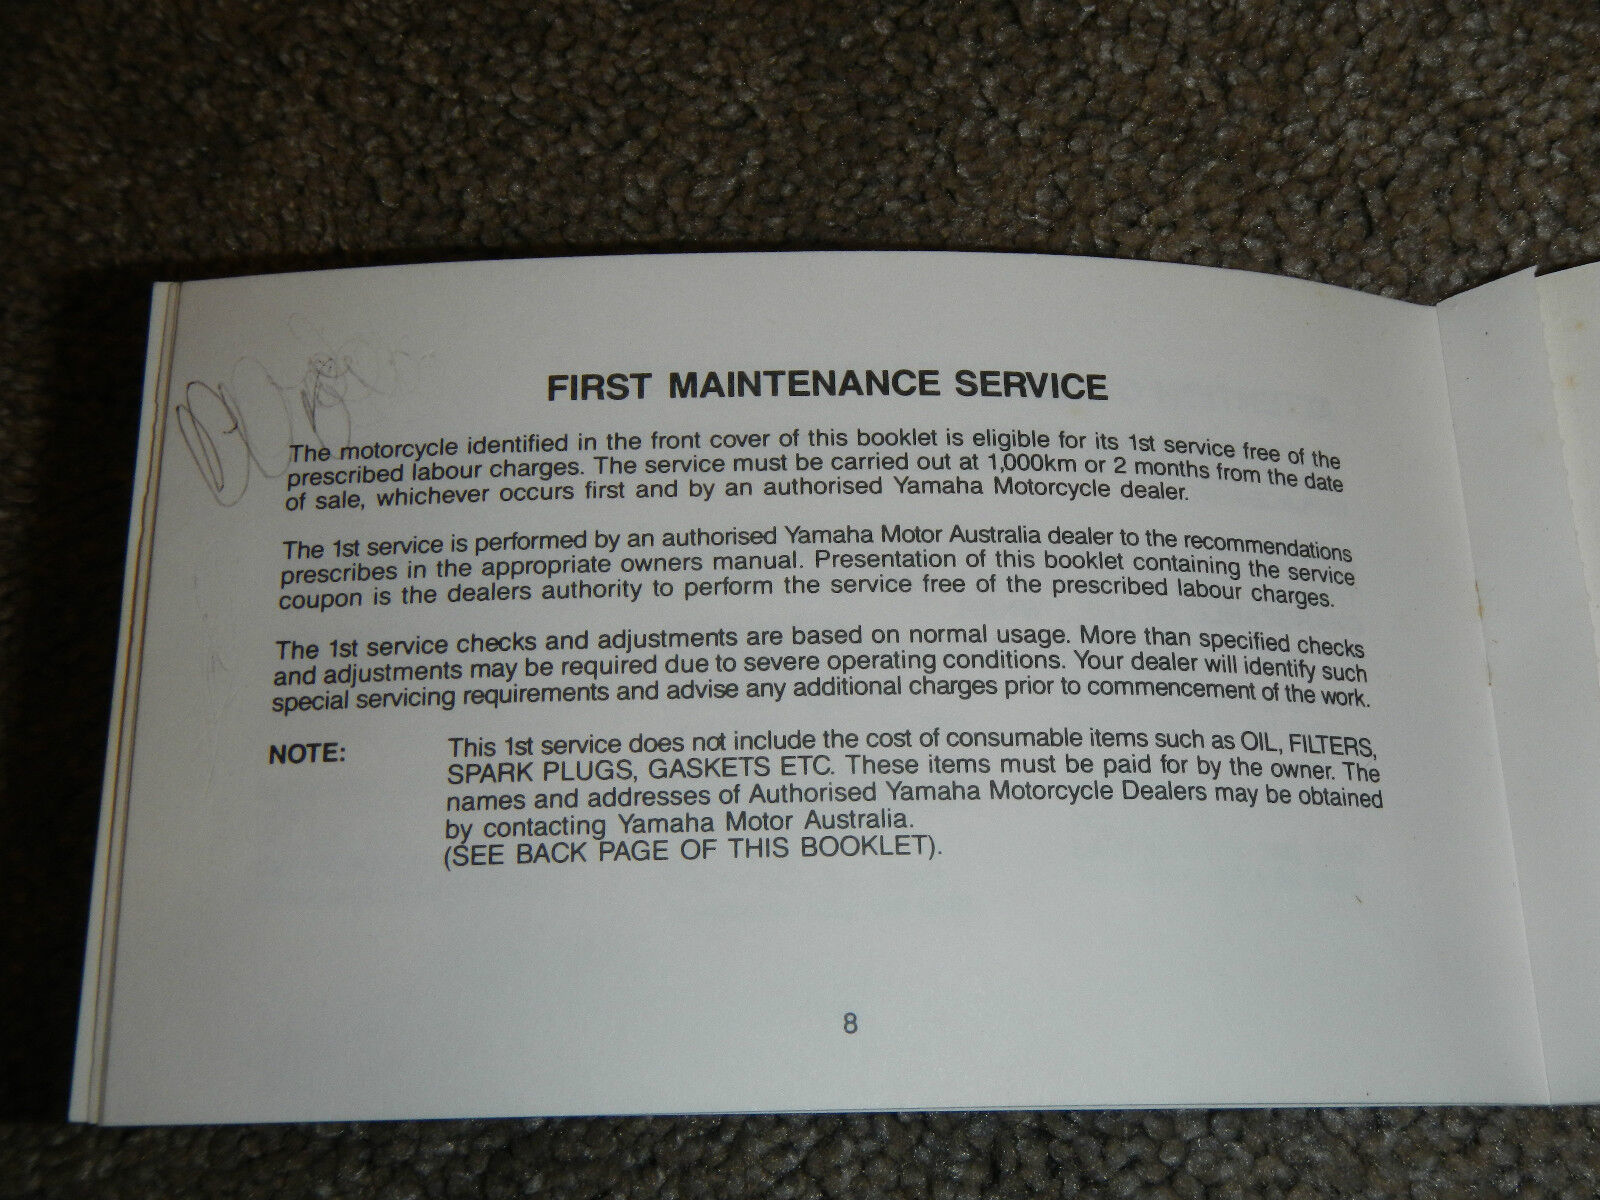 FIRST MAINTENANCE SERVICE
The motorcycle identified in the front cover of this booklet is eligible for its 1st service free of the
prescribed labour charges. The service must be carried out at 1,000km or 2 months from the date
of sale, whichever occurs first and by an authorised Yamaha Motorcycle dealer.
The 1st service is performed by an authorised Yamaha Motor Australia dealer to the recommendations
prescribes in the appropriate owners manual. Presentation of this booklet containing the service
coupon is the dealers authority to perform the service free of the prescribed labour charges.
The 1st service checks and adjustments are based on normal usage. More than specified checks
and adjustments may be required due to severe operating conditions. Your dealer will identify such
special servicing requirements and advise any additional charges prior to commencement of the work.
NOTE: This 1st service does not include the cost of consumable items such as OIL, FILTERS,
SPARK PLUGS, GASKETS ETC. These items must be paid for by the owner. The
names and addresses of Authorised Yamaha Motorcycle Dealers may be obtained
by contacting Yamaha Motor Australia.
(SEE BACK PAGE OF THIS BOOKLET).
8